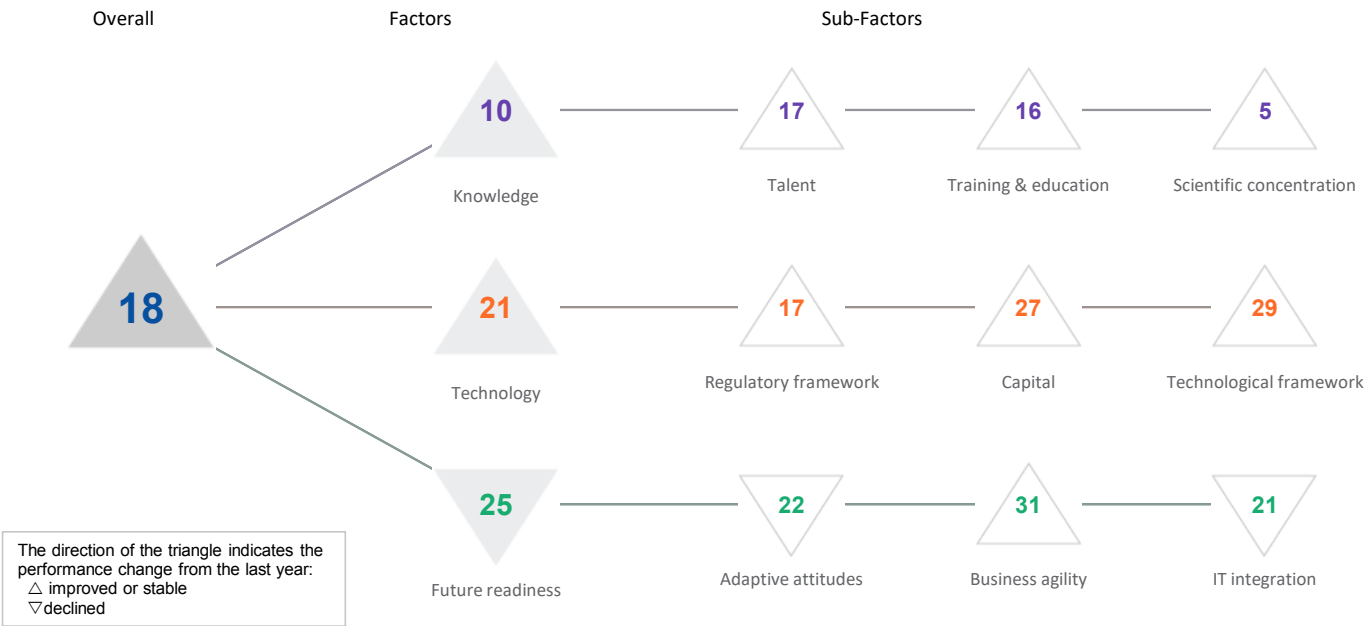 Overall
Factors
Sub-Factors
10
17
16
5
Knowledge
Talent
Training & education
Scientific concentration
18
21
17
27
29
Technology
Regulatory framework
Capital
Technological framework
25
22
31
21
Future readiness
Adaptive attitudes
Business agility
IT integration
The direction of the triangle indicates the
performance change from the last year:
△ improved or stable
▽declined